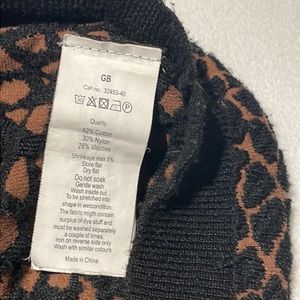 GB
Call no.: 32453-40
Quality:
42% Cotton
30% Nylon
28% Viscose
Shrinkage max 5%
Store flat
Dry flat
Do not soak
Gentle wash
Wash inside out
To be stretched into
shape in wetcondition.
The fabric migth contain
surplus of dye stuff and
must be washed separately
a couple of times.
Iron on reverse side only
Wash with similar colours
Made in China